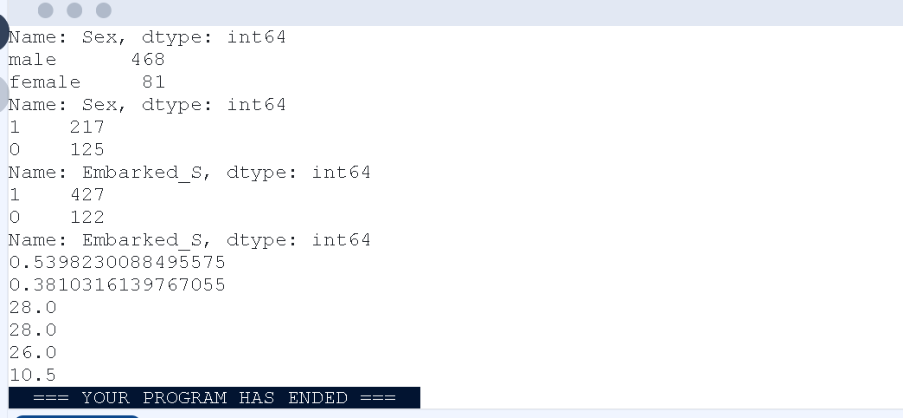 Name: Sex, dtype: int64
male      468
female     81
Name: Sex, dtype: int64
1    217
0    125
Name: Embarked_S, dtype: int64
1    427
0    122
Name: Embarked_S, dtype: int64
0.5398230088495575
0.3810316139767055
28.0
28.0
26.0
10.5
=== YOUR PROGRAM HAS ENDED ===